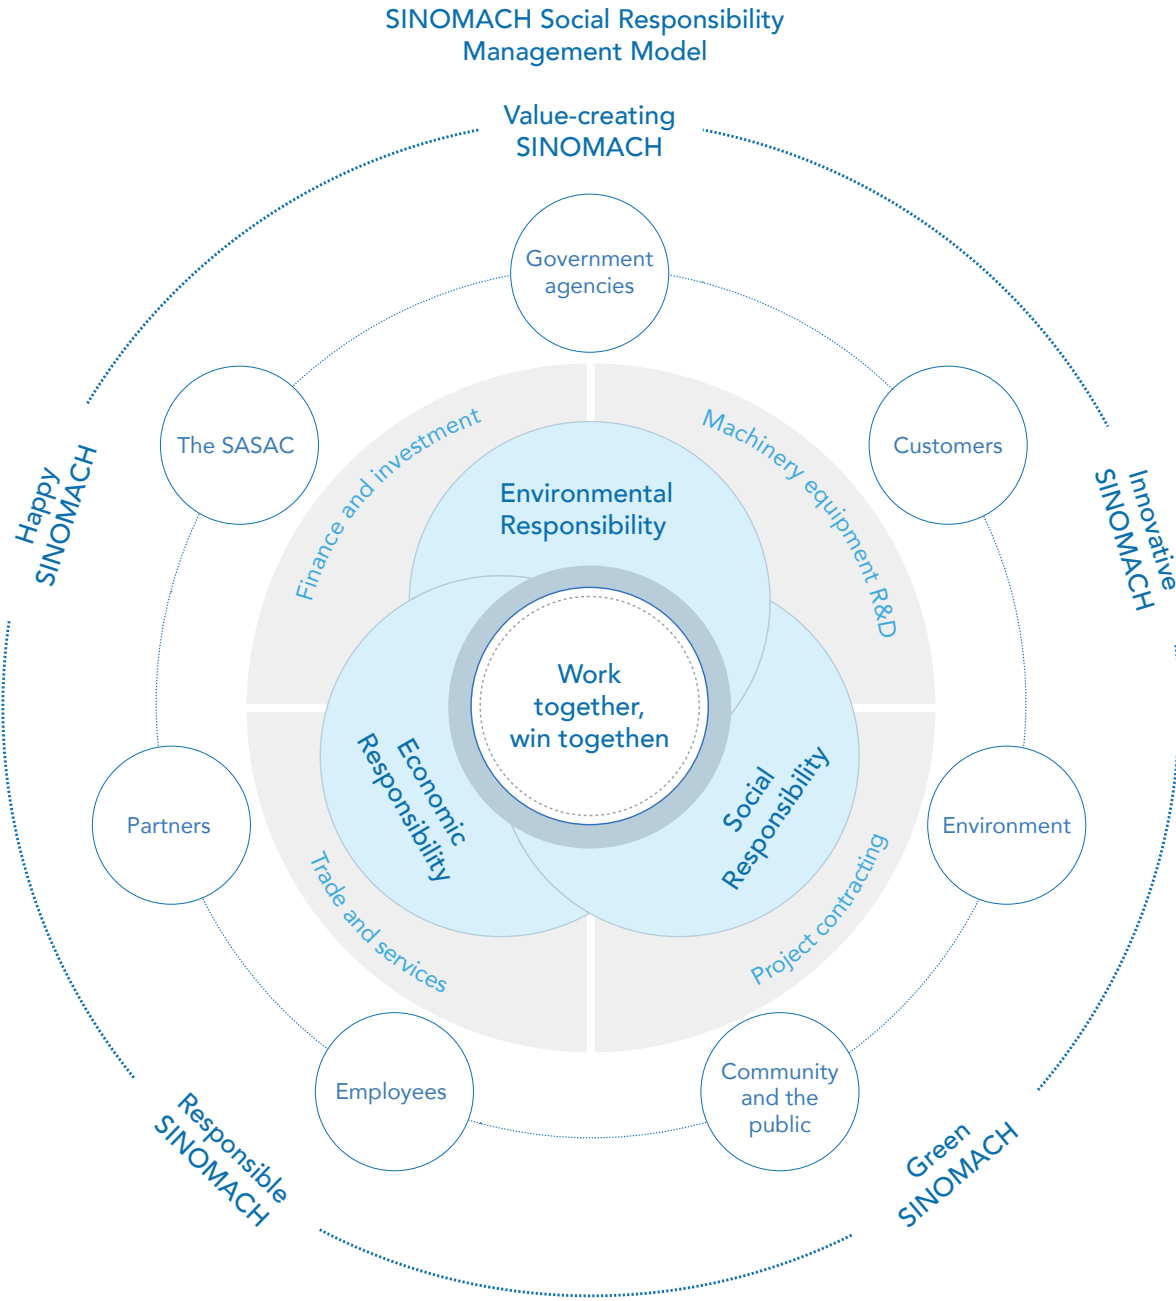 SINOMACH Social Responsibility
Management Model
Value-creating
SINOMACH
Government
agencies
The SASAC
Customers
Happy
SINOMACH
Innovative
SINOMACH
Finance and investment
Machinery equipment R&D
Environmental
Responsibility
Work
together,
win togethen
Economic
Responsibility
Social
Responsibility
Partners
Environment
Trade and services
Project contracting
Employees
Community
and the
public
Responsible
SINOMACH
Green
SINOMACH